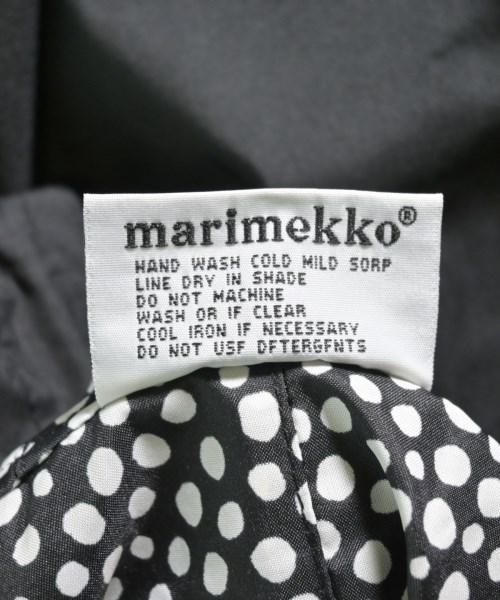 marimekko®
HAND WASH COLD MILD SORP
LINE DRY IN SHADE
DO NOT MACHINE
WASH OR IF CLEAR
COOL IRON IF NECESSARY
DO NOT USF DFTERGFNTS